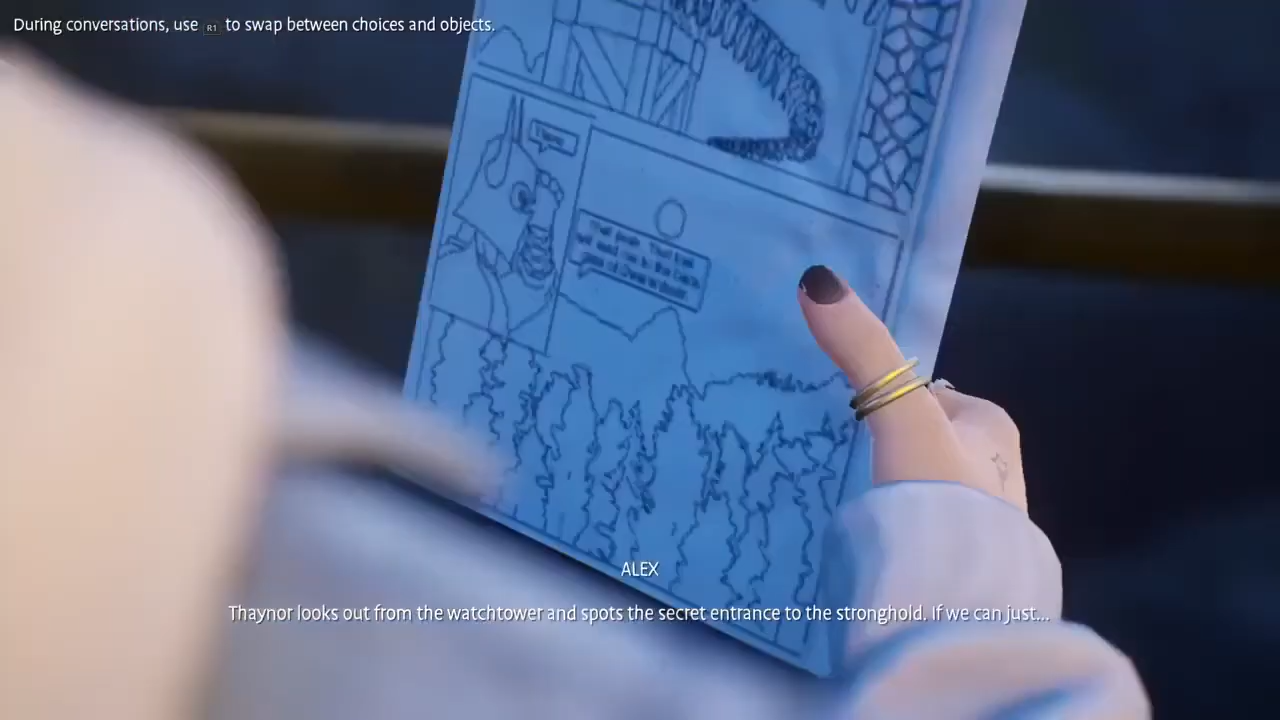 During conversations, use R1 to swap between choices and objects.
ALEX
Thaynor looks out from the watchtower and spots the secret entrance to the stronghold. If we can just...